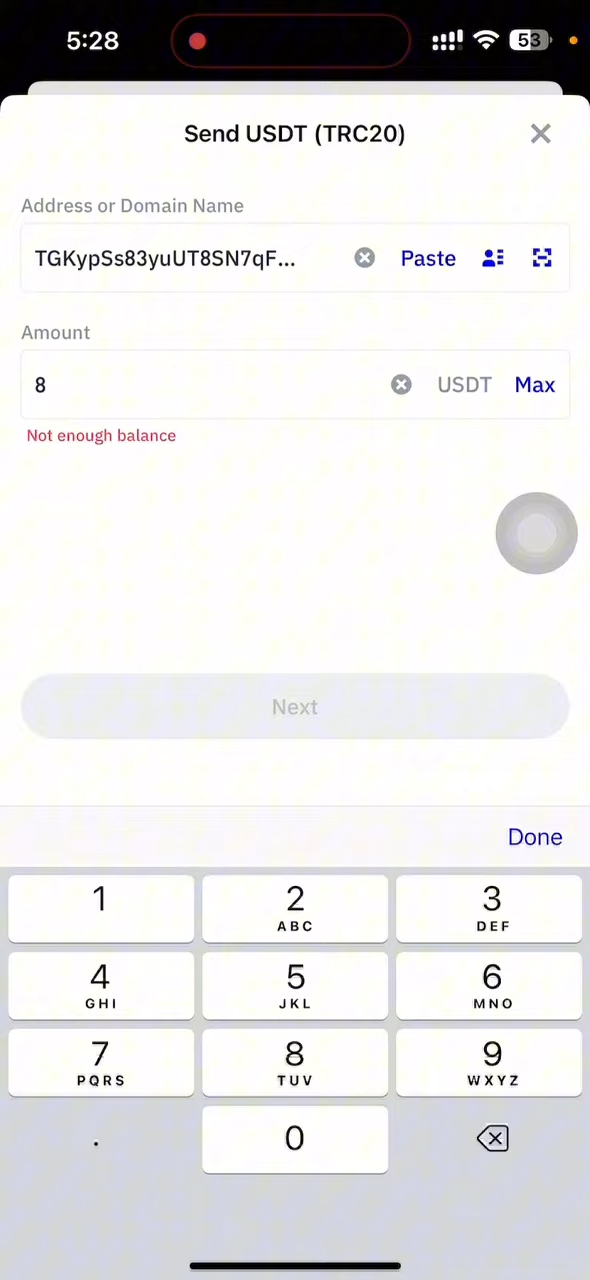 5:28
53
Send USDT (TRC20)
Address or Domain Name
TGKypSs83yuUT8SN7qF... Paste
Amount
8 USDT Max
Not enough balance
Next
Done
1 2 3
ABC DEF
4 5 6
GHI JKL MNO
7 8 9
PQRS TUV WXYZ
. 0